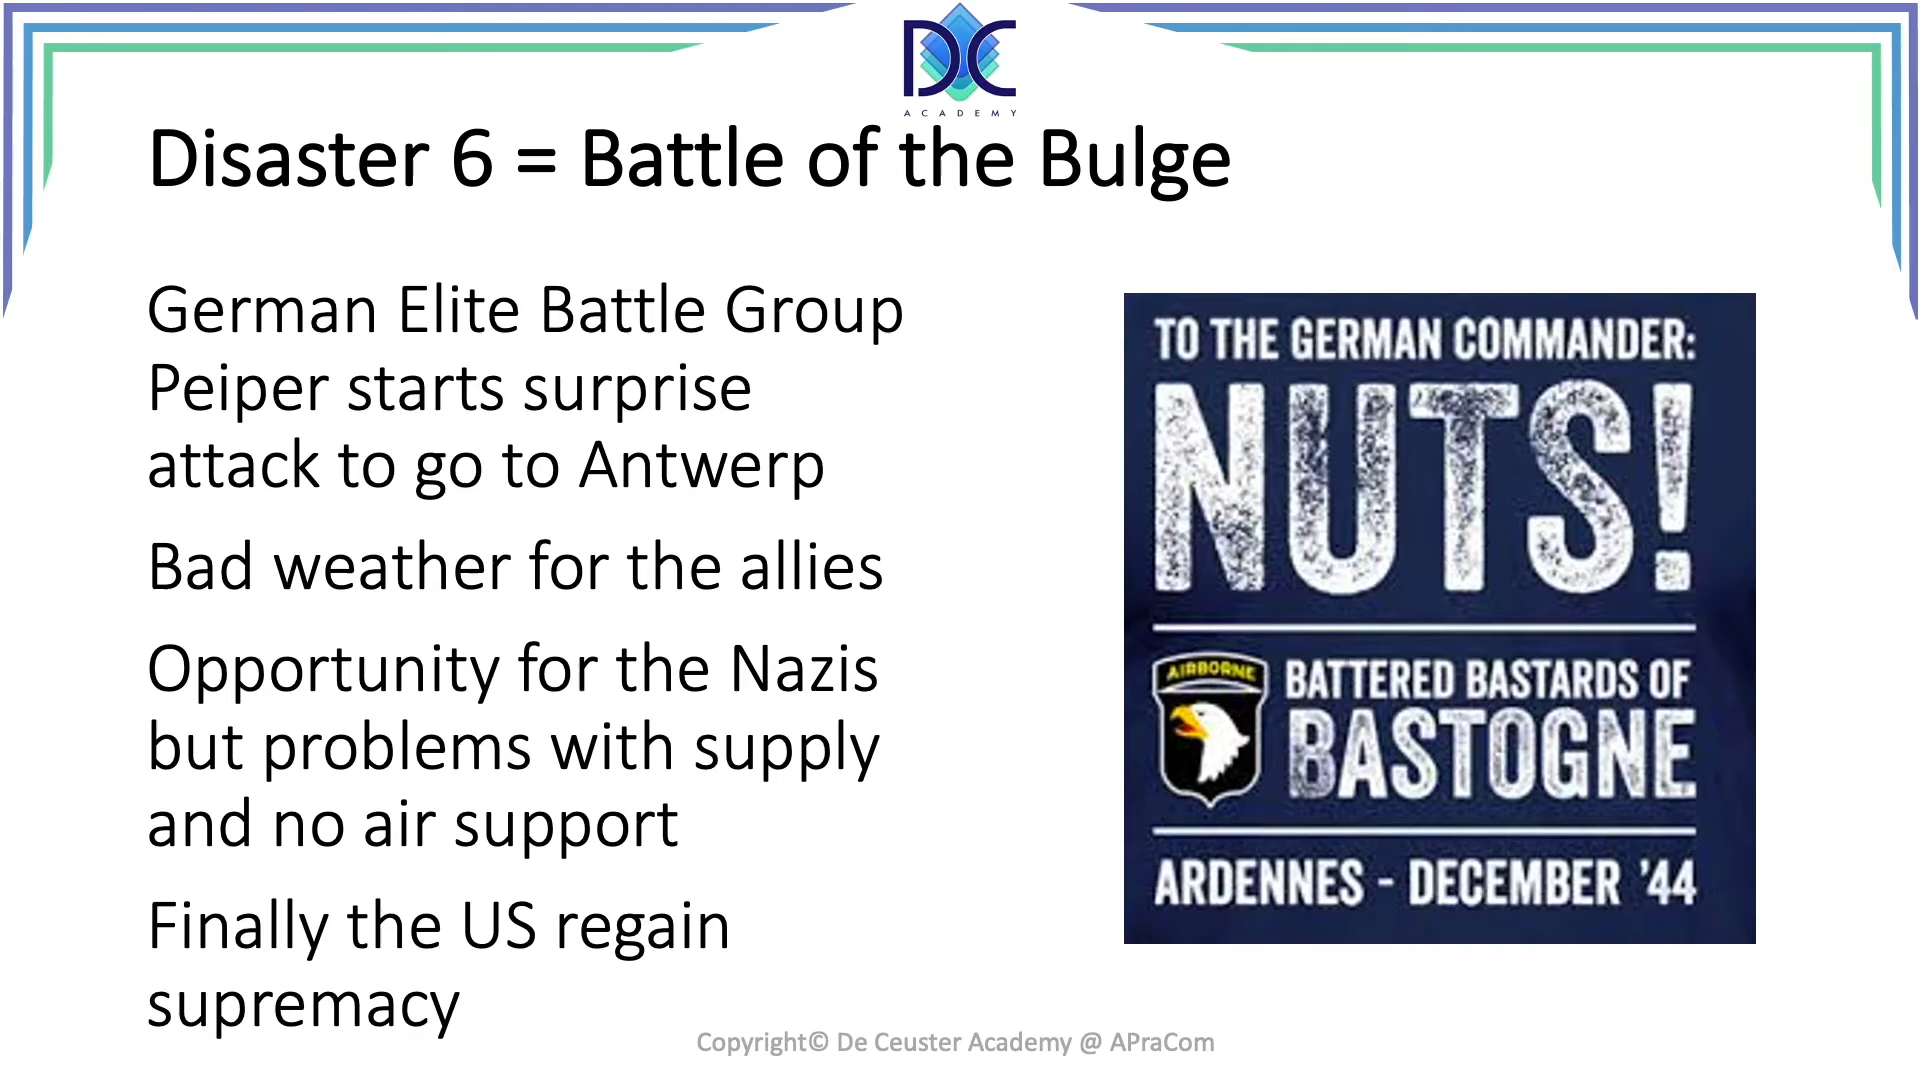 DC
ACADEMY
Disaster 6 = Battle of the Bulge
German Elite Battle Group
Peiper starts surprise
attack to go to Antwerp
Bad weather for the allies
Opportunity for the Nazis
but problems with supply
and no air support
Finally the US regain
supremacy
TO THE GERMAN COMMANDER:
NUTS!
AIRBORNE
BATTERED BASTARDS OF
BASTOGNE
ARDENNES - DECEMBER '44
Copyright© De Ceuster Academy @ APraCom